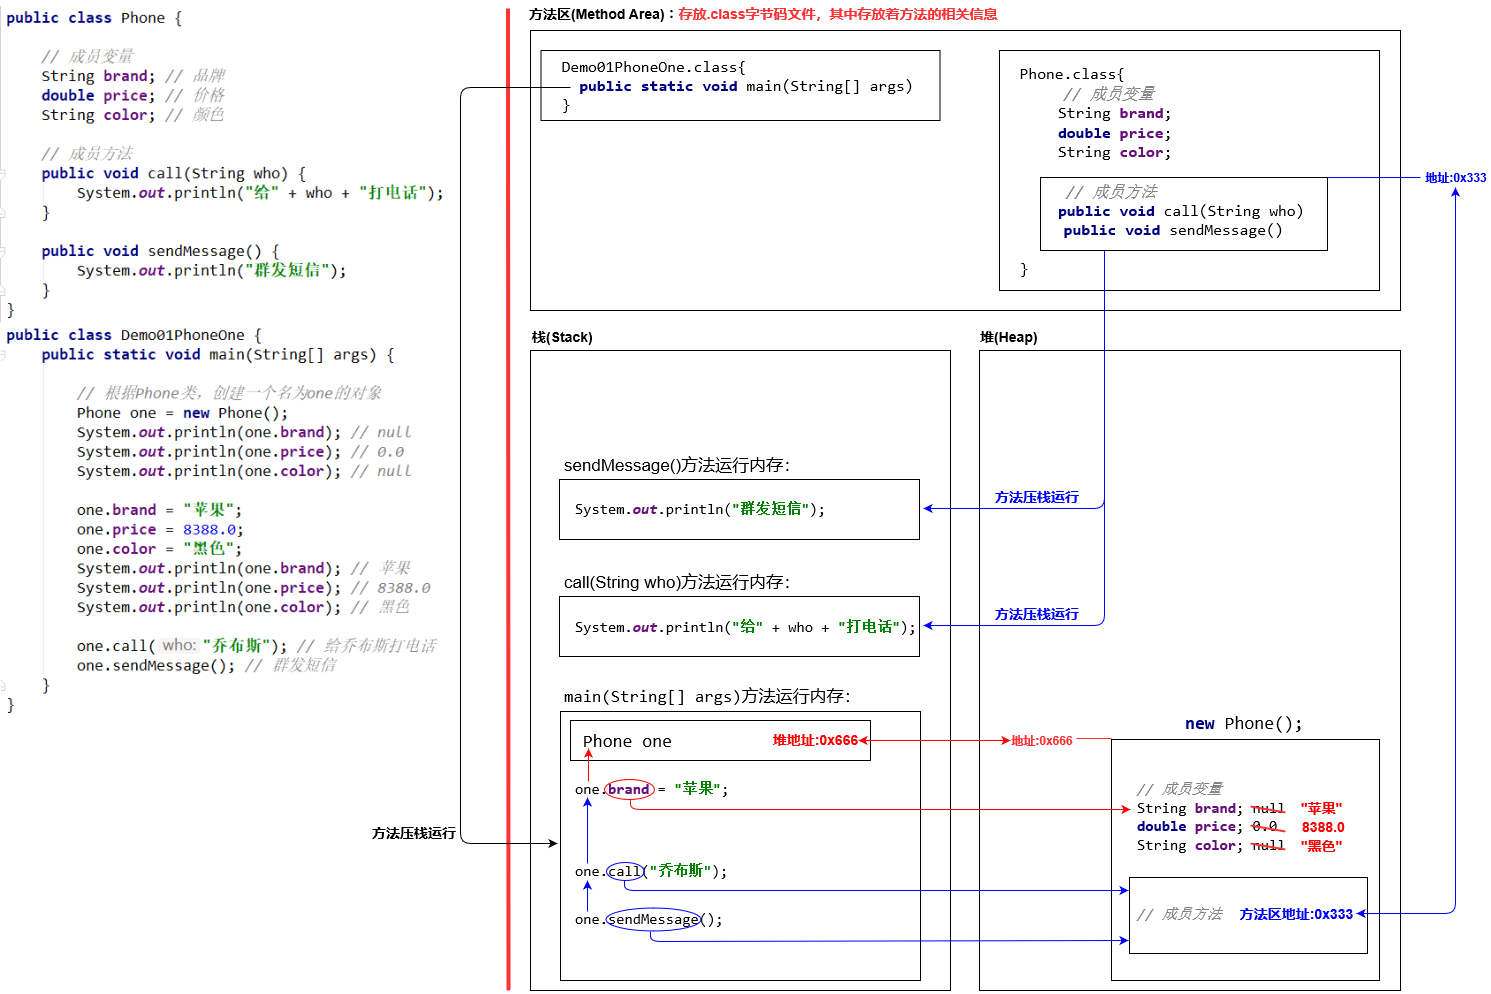 public class Phone {
// 成员变量
String brand; // 品牌
double price; // 价格
String color; // 颜色
// 成员方法
public void call(String who) {
System.out.println("给" + who + "打电话");
}
public void sendMessage() {
System.out.println("群发短信");
}
}
public class Demo01PhoneOne {
public static void main(String[] args) {
// 根据Phone类，创建一个名为one的对象
Phone one = new Phone();
System.out.println(one.brand); // null
System.out.println(one.price); // 0.0
System.out.println(one.color); // null
one.brand = "苹果";
one.price = 8388.0;
one.color = "黑色";
System.out.println(one.brand); // 苹果
System.out.println(one.price); // 8388.0
System.out.println(one.color); // 黑色
one.call( who: "乔布斯"); // 给乔布斯打电话
one.sendMessage(); // 群发短信
}
}
方法区(Method Area)：存放.class字节码文件，其中存放着方法的相关信息
Demo01PhoneOne.class{
public static void main(String[] args)
}
Phone.class{
// 成员变量
String brand;
double price;
String color;
// 成员方法
public void call(String who)
public void sendMessage()
}
地址:0x333
栈(Stack)
sendMessage()方法运行内存：
System.out.println("群发短信");
方法压栈运行
call(String who)方法运行内存：
System.out.println("给" + who + "打电话");
方法压栈运行
main(String[] args)方法运行内存：
Phone one 堆地址:0x666
one.brand = "苹果";
one.call("乔布斯");
one.sendMessage();
方法压栈运行
堆(Heap)
new Phone();
地址:0x666
// 成员变量
String brand; null "苹果"
double price; 0.0 8388.0
String color; null "黑色"
// 成员方法 方法区地址:0x333